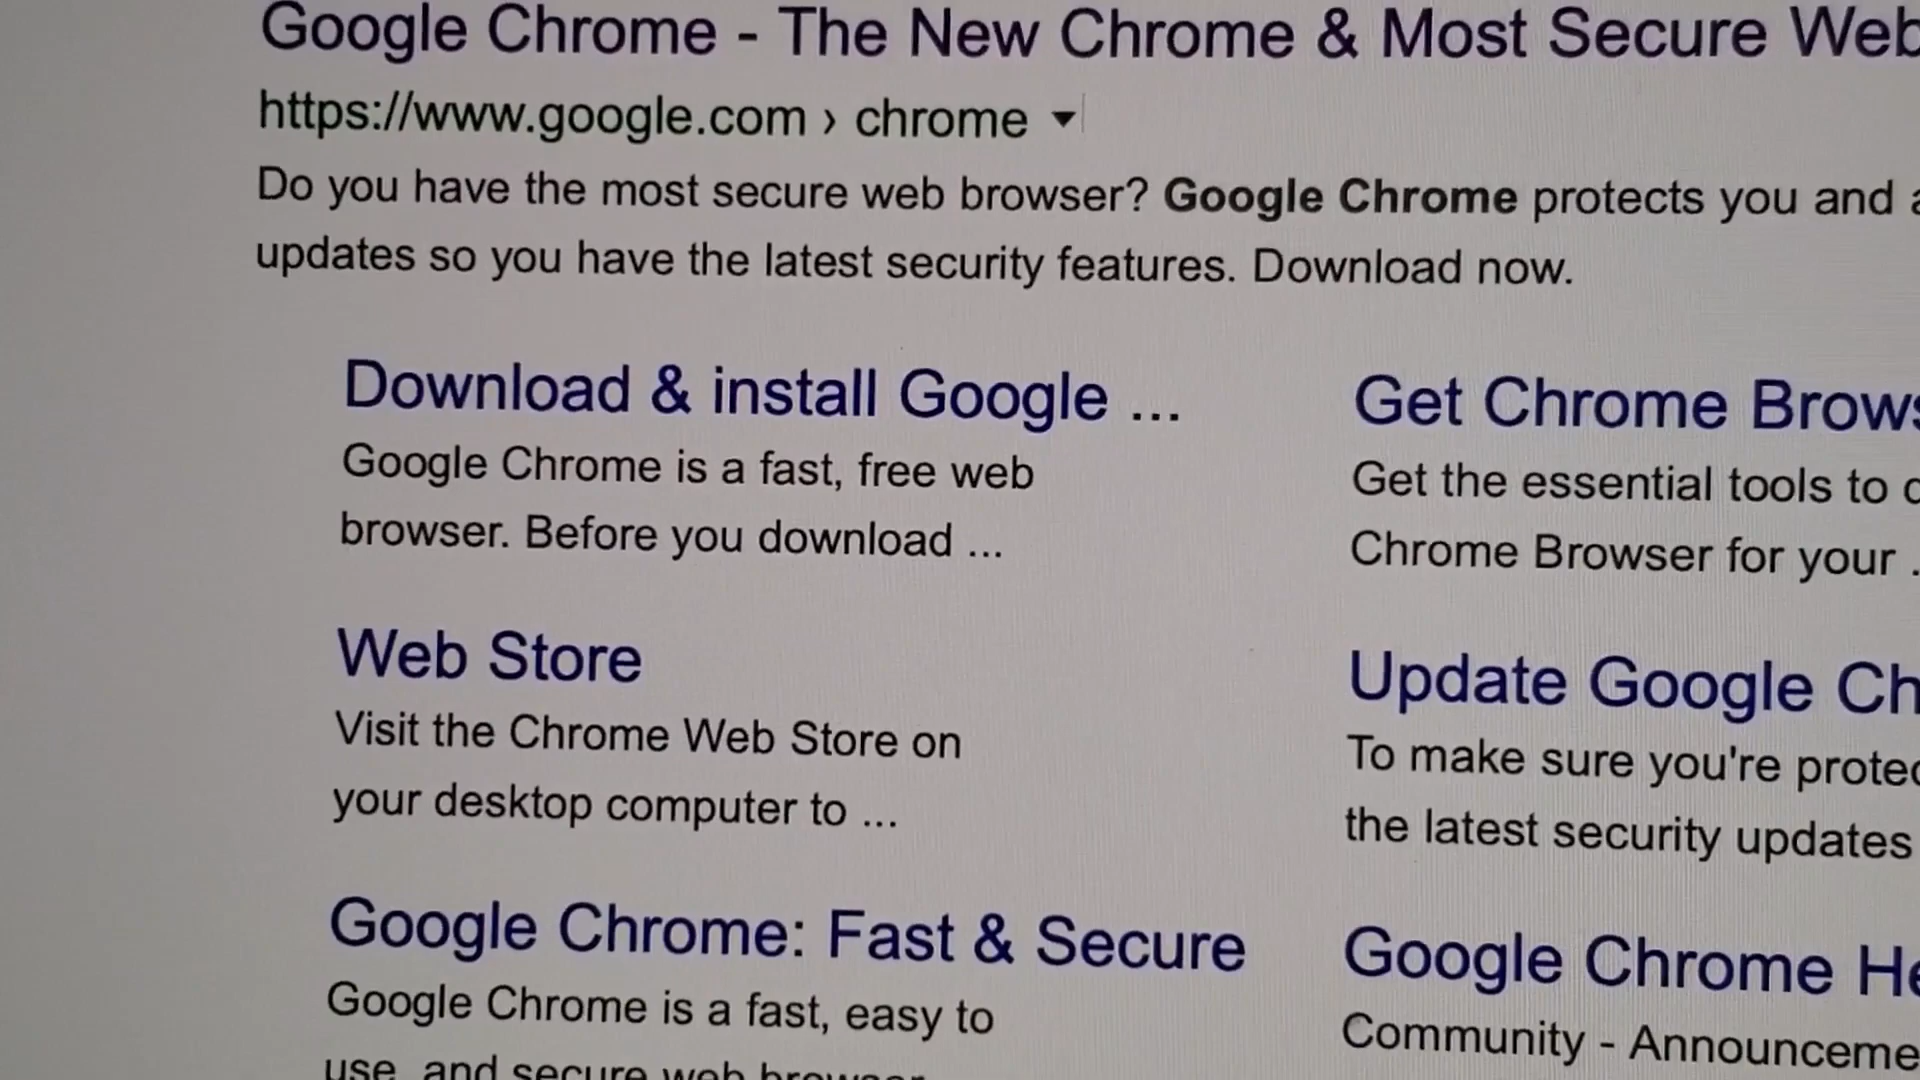 Google Chrome - The New Chrome & Most Secure Web
https://www.google.com › chrome
Do you have the most secure web browser? Google Chrome protects you and
updates so you have the latest security features. Download now.
Download & install Google ...
Google Chrome is a fast, free web
browser. Before you download ...
Get Chrome
Get the essential tools to
Chrome Browser for your .
Web Store
Visit the Chrome Web Store on
your desktop computer to ...
Update Google
To make sure you're
the latest security updates
Google Chrome: Fast & Secure
Google Chrome is a fast, easy to
use, and secure web browser
Google Chrome
Community -